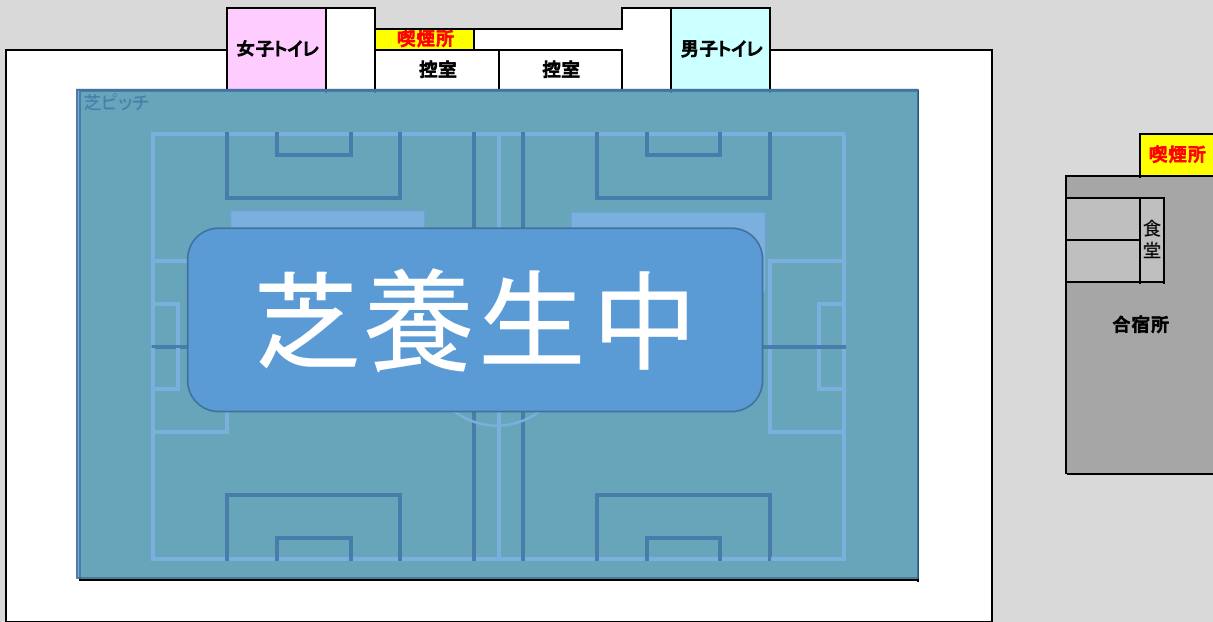 女子トイレ
喫煙所
男子トイレ
控室
控室
芝ピッチ
喫煙所
食堂
芝養生中
合宿所